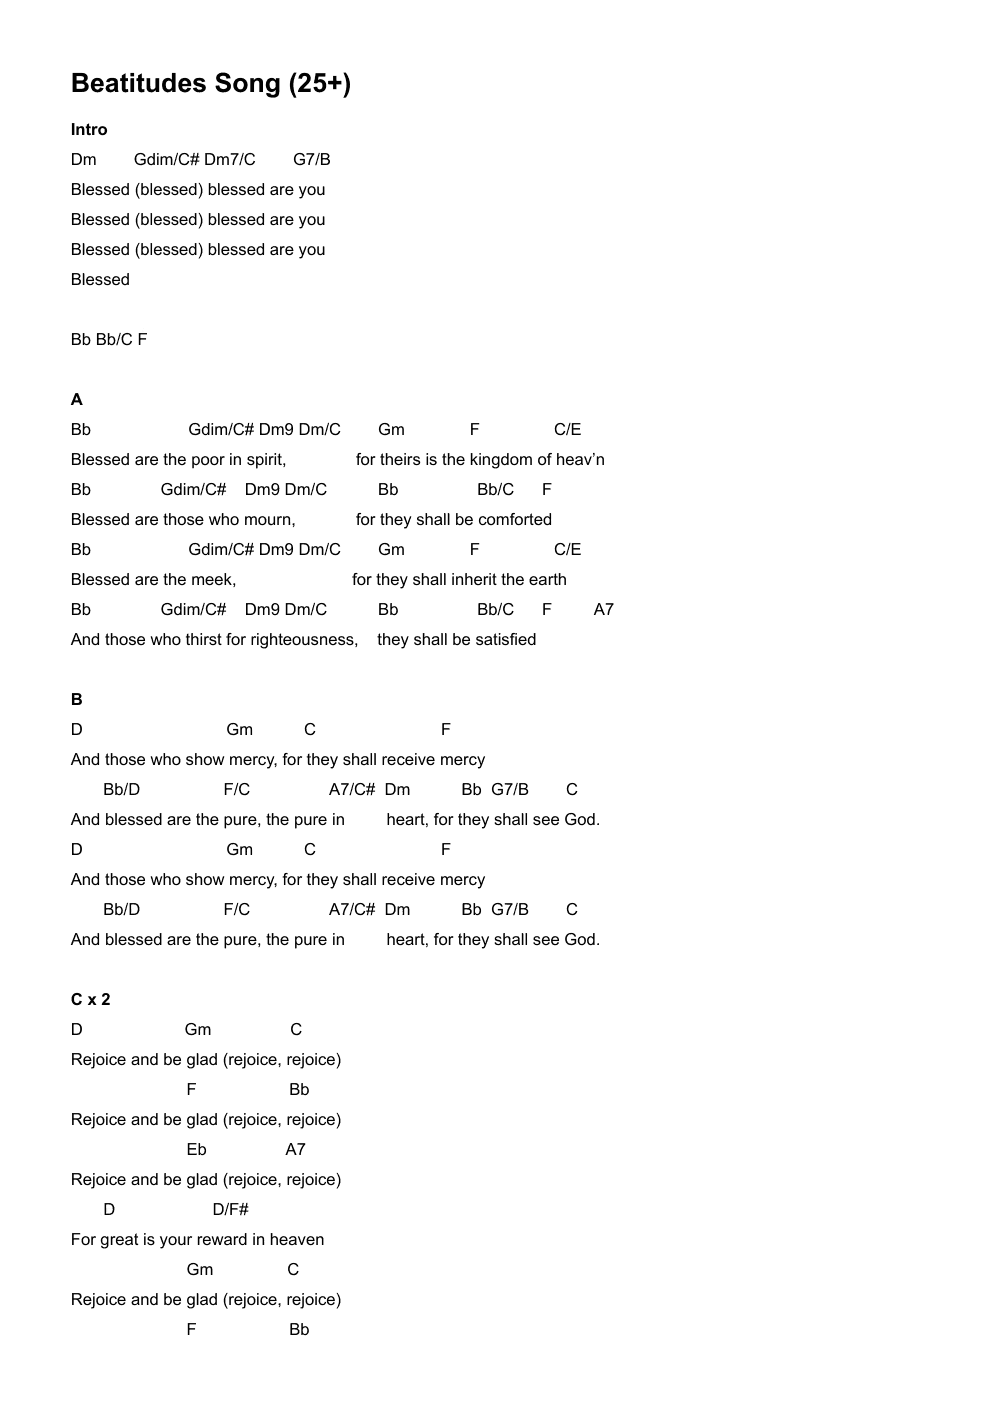 Beatitudes Song (25+)
Intro
Dm Gdim/C# Dm7/C G7/B
Blessed (blessed) blessed are you
Blessed (blessed) blessed are you
Blessed (blessed) blessed are you
Blessed
Bb Bb/C F
A
Bb Gdim/C# Dm9 Dm/C Gm F C/E
Blessed are the poor in spirit, for theirs is the kingdom of heav’n
Bb Gdim/C# Dm9 Dm/C Bb Bb/C F
Blessed are those who mourn, for they shall be comforted
Bb Gdim/C# Dm9 Dm/C Gm F C/E
Blessed are the meek, for they shall inherit the earth
Bb Gdim/C# Dm9 Dm/C Bb Bb/C F A7
And those who thirst for righteousness, they shall be satisfied
B
D Gm C F
And those who show mercy, for they shall receive mercy
Bb/D F/C A7/C# Dm Bb G7/B C
And blessed are the pure, the pure in heart, for they shall see God.
D Gm C F
And those who show mercy, for they shall receive mercy
Bb/D F/C A7/C# Dm Bb G7/B C
And blessed are the pure, the pure in heart, for they shall see God.
C x 2
D Gm C
Rejoice and be glad (rejoice, rejoice)
F Bb
Rejoice and be glad (rejoice, rejoice)
Eb A7
Rejoice and be glad (rejoice, rejoice)
D D/F#
For great is your reward in heaven
Gm C
Rejoice and be glad (rejoice, rejoice)
F Bb